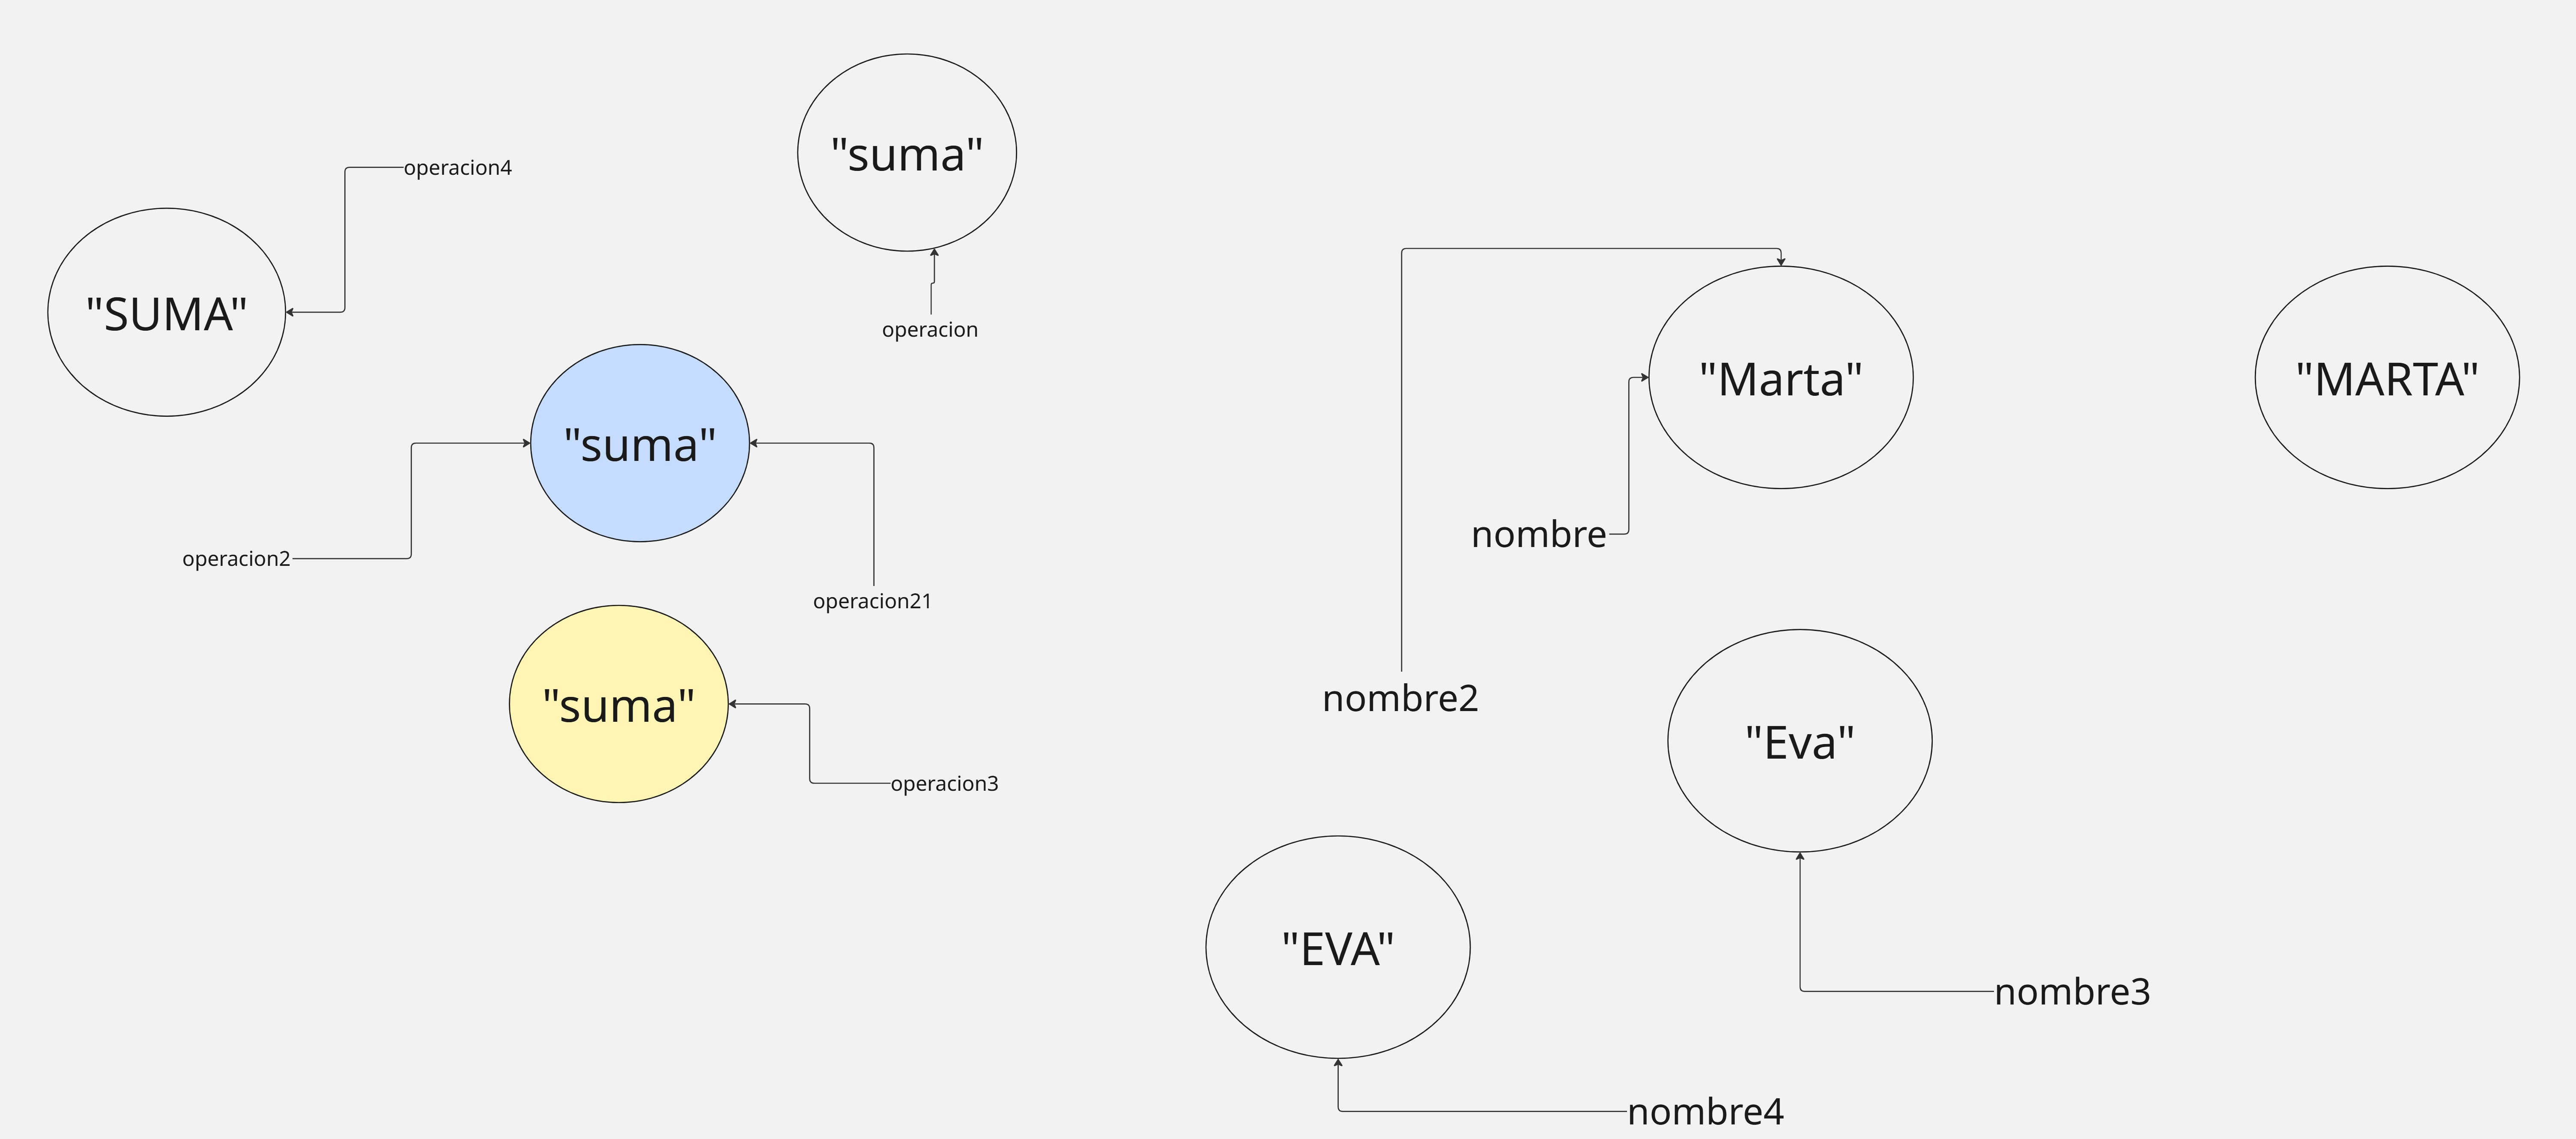 "suma"
operacion4
"SUMA"
operacion
"suma"
operacion2
operacion21
"suma"
operacion3
"Marta"
"MARTA"
nombre
nombre2
"Eva"
"EVA"
nombre3
nombre4